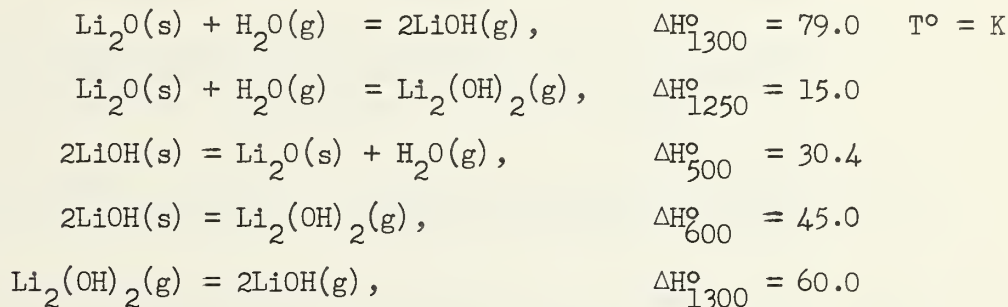 Li₂O(s) + H₂O(g) = 2LiOH(g), ΔH°₁₃₀₀ = 79.0 T° = K
Li₂O(s) + H₂O(g) = Li₂(OH)₂(g), ΔH°₁₂₅₀ = 15.0
2LiOH(s) = Li₂O(s) + H₂O(g), ΔH°₅₀₀ = 30.4
2LiOH(s) = Li₂(OH)₂(g), ΔH°₆₀₀ = 45.0
Li₂(OH)₂(g) = 2LiOH(g), ΔH°₁₃₀₀ = 60.0